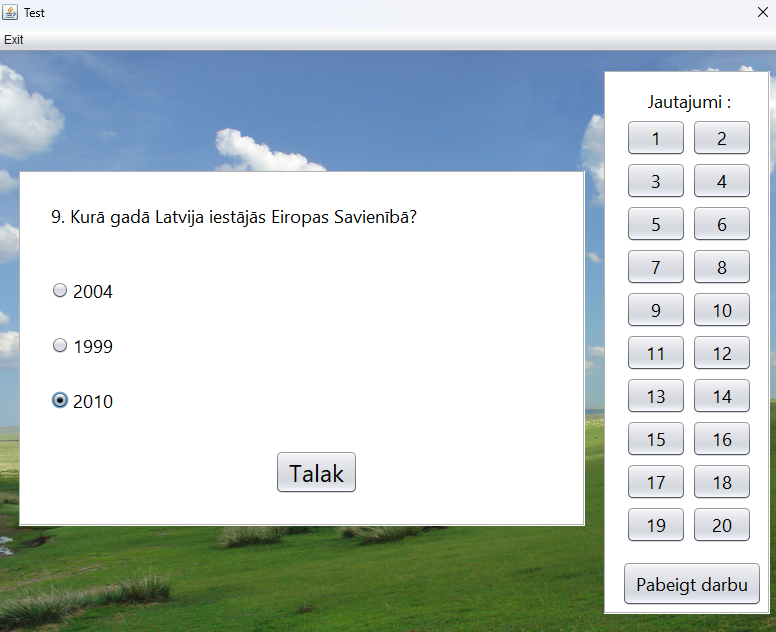 Test
Exit
9. Kurā gadā Latvija iestājās Eiropas Savienībā?
2004
1999
2010
Talak
Jautajumi :
1 2
3 4
5 6
7 8
9 10
11 12
13 14
15 16
17 18
19 20
Pabeigt darbu